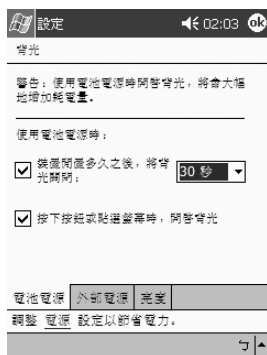 設定 02:03 ok
背光
警告：使用電池電源時開啓背光，將會大幅
地增加耗電量。
使用電池電源時：
裝置閒置多久之後，將背
光關閉：
30 秒
按下按鈕或點選螢幕時，開啓背光
電池電源 外部電源 亮度
調整 電源 設定以節省電力。
ㄅ